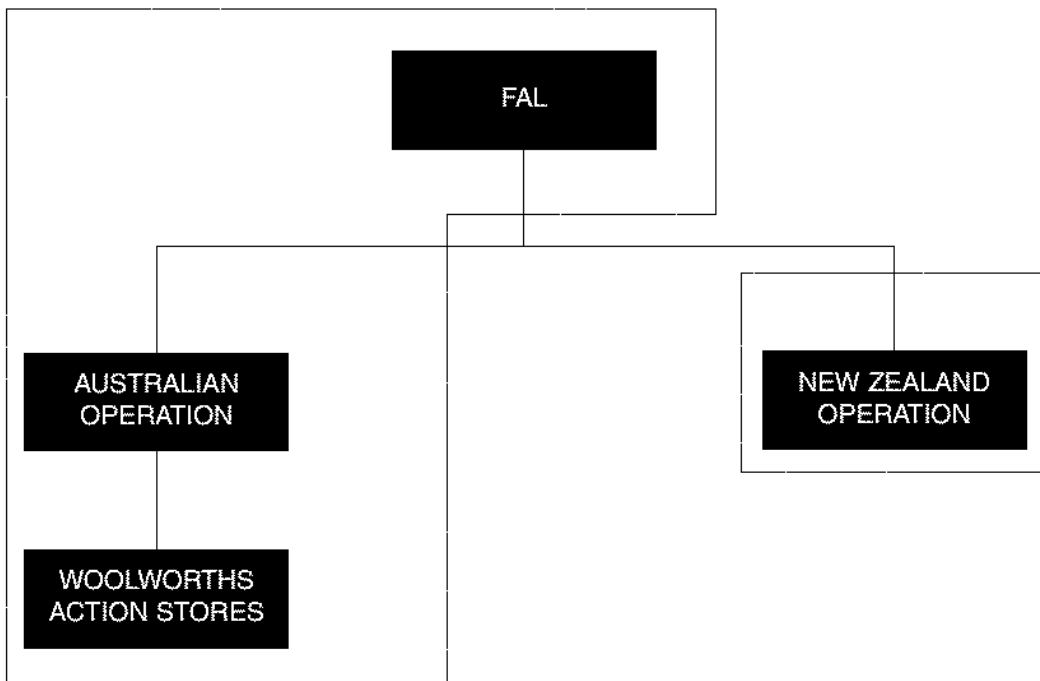 FAL
AUSTRALIAN
OPERATION
NEW ZEALAND
OPERATION
WOOLWORTHS
ACTION STORES